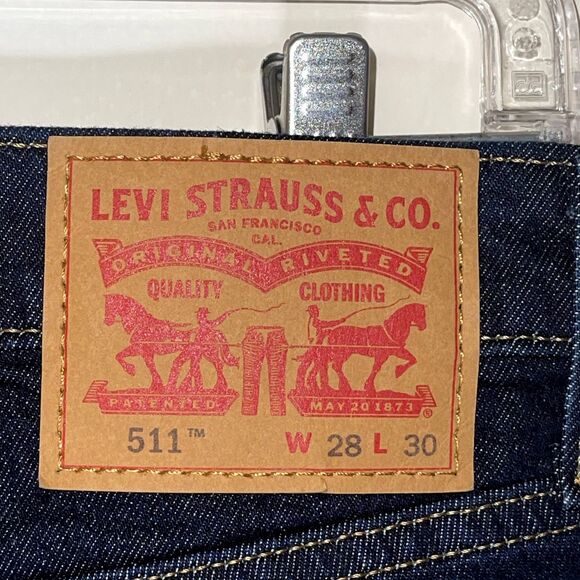 LEVI STRAUSS & CO.
SAN FRANCISCO
CAL.
ORIGINAL RIVETED
QUALITY CLOTHING
PATENTED MAY 20 1873 ®
511™ W 28 L 30